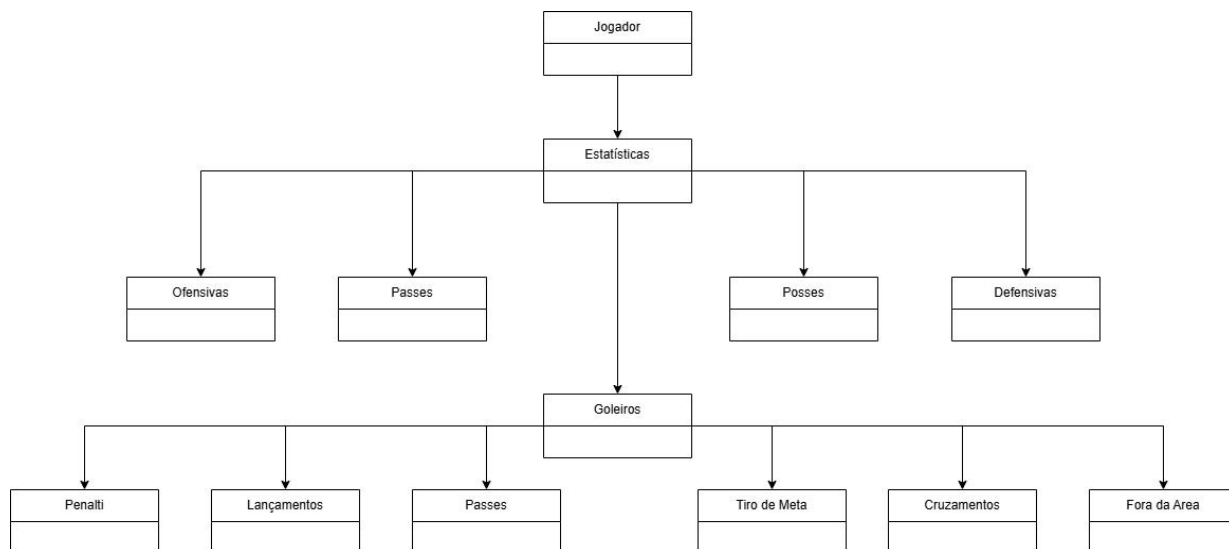 Jogador
Estatísticas
Ofensivas
Passes
Posses
Defensivas
Goleiros
Penalti
Lançamentos
Passes
Tiro de Meta
Cruzamentos
Fora da Area